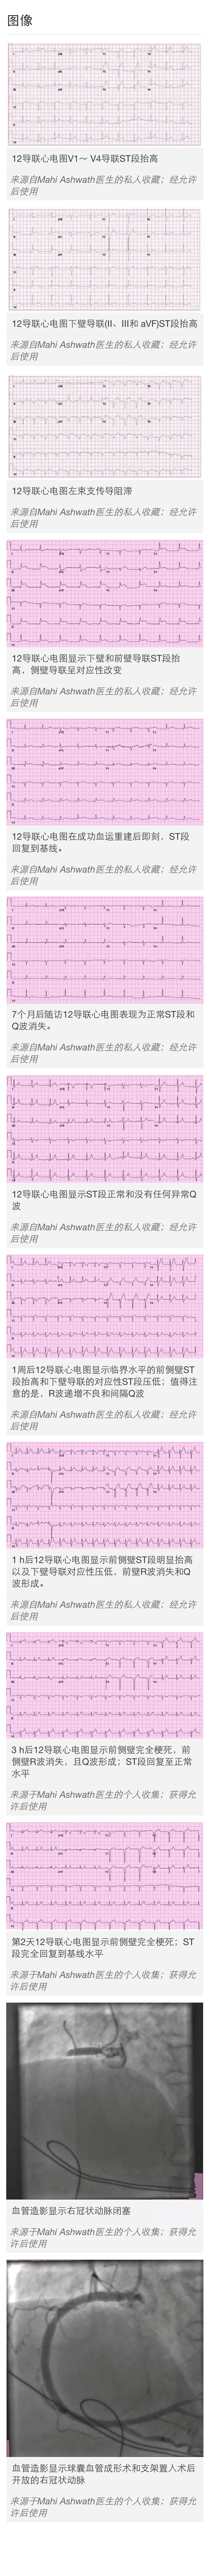 图像
12导联心电图V1～ V4导联ST段抬高
来源自Mahi Ashwath医生的私人收藏；经允许
后使用
12导联心电图下壁导联(II、III和 aVF)ST段抬高
来源自Mahi Ashwath医生的私人收藏；经允许
后使用
12导联心电图左束支传导阻滞
来源自Mahi Ashwath医生的私人收藏；经允许
后使用
12导联心电图显示下壁和前壁导联ST段抬
高，侧壁导联呈对应性改变
来源自Mahi Ashwath医生的私人收藏；经允许
后使用
12导联心电图在成功血运重建后即刻，ST段
回复到基线。
来源自Mahi Ashwath医生的私人收藏；经允许
后使用
7个月后随访12导联心电图表现为正常ST段和
Q波消失。
来源自Mahi Ashwath医生的私人收藏；经允许
后使用
12导联心电图显示ST段正常和没有任何异常Q
波
来源自Mahi Ashwath医生的私人收藏；经允许
后使用
1周后12导联心电图显示临界水平的前侧壁ST
段抬高和下壁导联的对应性ST段压低；值得注
意的是，R波递增不良和间隔Q波
来源自Mahi Ashwath医生的私人收藏；经允许
后使用
1 h后12导联心电图显示前侧壁ST段明显抬高
以及下壁导联对应性压低，前壁R波消失和Q
波形成。
来源自Mahi Ashwath医生的私人收藏；经允许
后使用
3 h后12导联心电图显示前侧壁完全梗死，前
侧壁R波消失，且Q波形成；ST段回复至正常
水平
来源于Mahi Ashwath医生的个人收集；获得允
许后使用
第2天12导联心电图显示前侧壁完全梗死；ST
段完全回复到基线水平
来源于Mahi Ashwath医生的个人收集；获得允
许后使用
血管造影显示右冠状动脉闭塞
来源于Mahi Ashwath医生的个人收集；获得允
许后使用
血管造影显示球囊血管成形术和支架置入术后
开放的右冠状动脉
来源于Mahi Ashwath医生的个人收集；获得允
许后使用